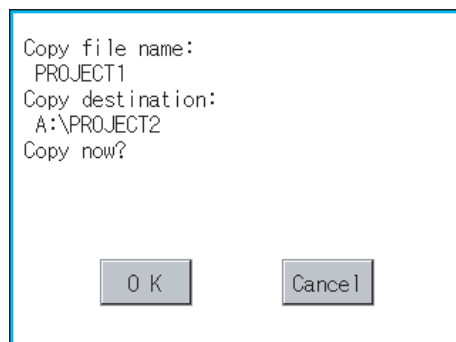 Copy file name:
PROJECT1
Copy destination:
A:\PROJECT2
Copy now?
O K
Cancel